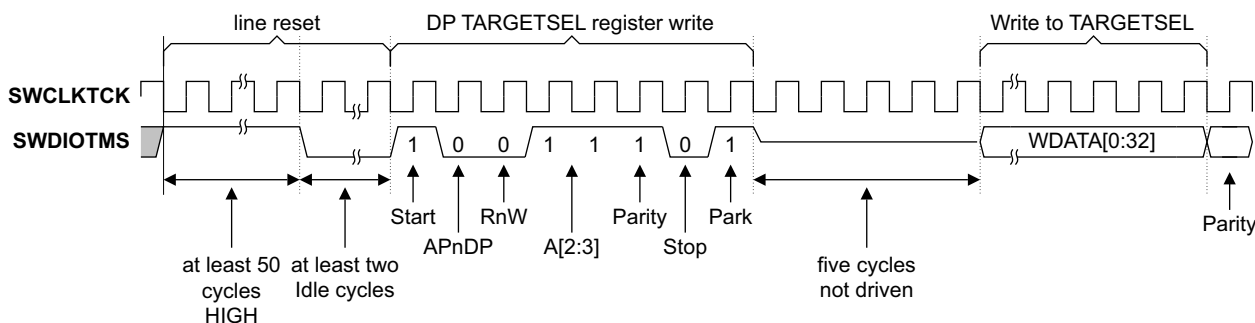 line reset
DP TARGETSEL register write
Write to TARGETSEL
SWCLKTCK
SWDIOTMS
1 0 0 1 1 1 0 1
WDATA[0:32]
Start
RnW
Parity
Park
APnDP
A[2:3]
Stop
Parity
at least 50
cycles
HIGH
at least two
Idle cycles
five cycles
not driven